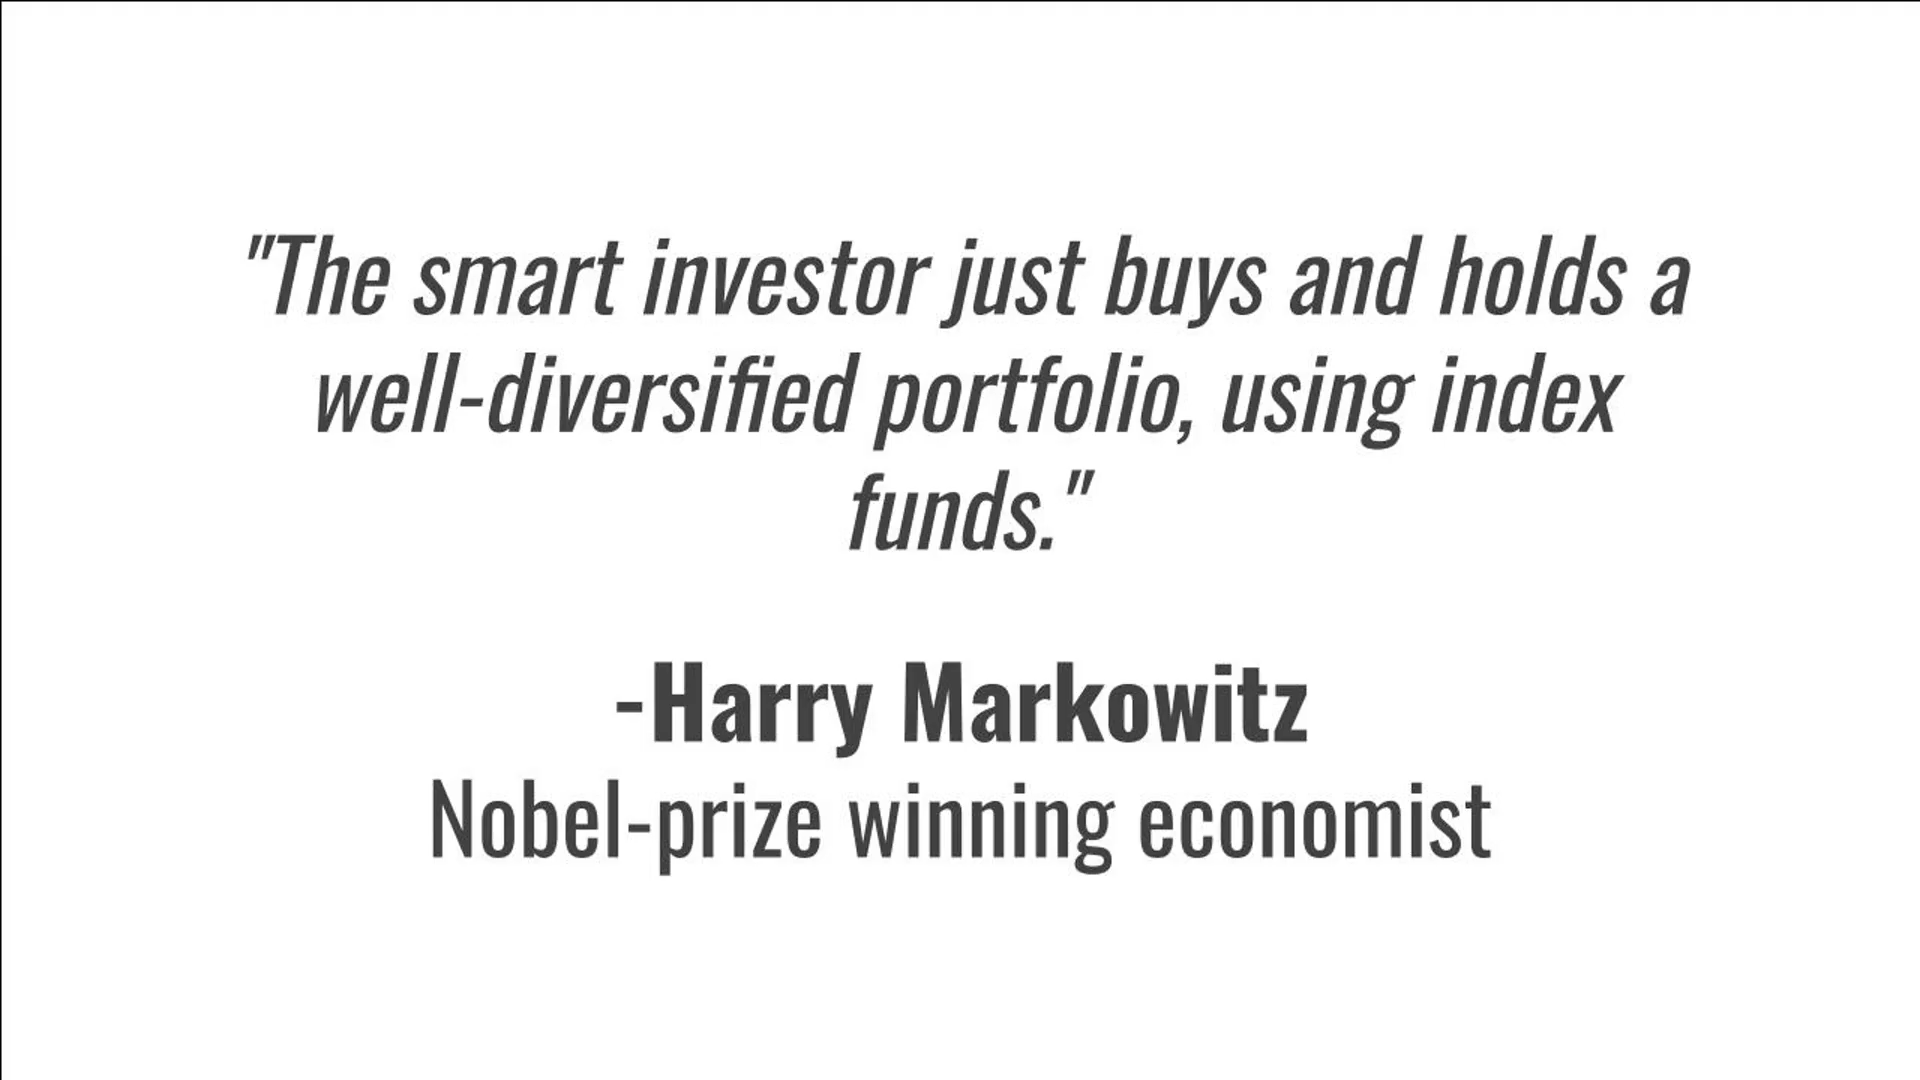 "The smart investor just buys and holds a
well-diversified portfolio, using index
funds."
-Harry Markowitz
Nobel-prize winning economist